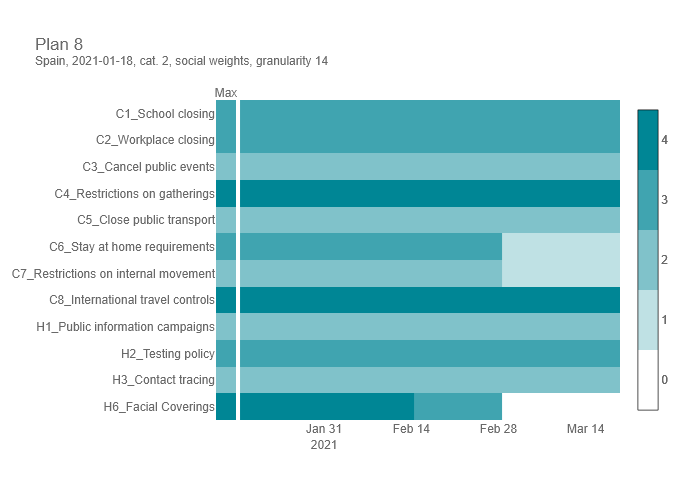 Plan 8
Spain, 2021-01-18, cat. 2, social weights, granularity 14
Max
C1_School closing
C2_Workplace closing
C3_Cancel public events
C4_Restrictions on gatherings
C5_Close public transport
C6_Stay at home requirements
C7_Restrictions on internal movement
C8_International travel controls
H1_Public information campaigns
H2_Testing policy
H3_Contact tracing
H6_Facial Coverings
Jan 31 Feb 14 Feb 28 Mar 14
2021
4
3
2
1
0